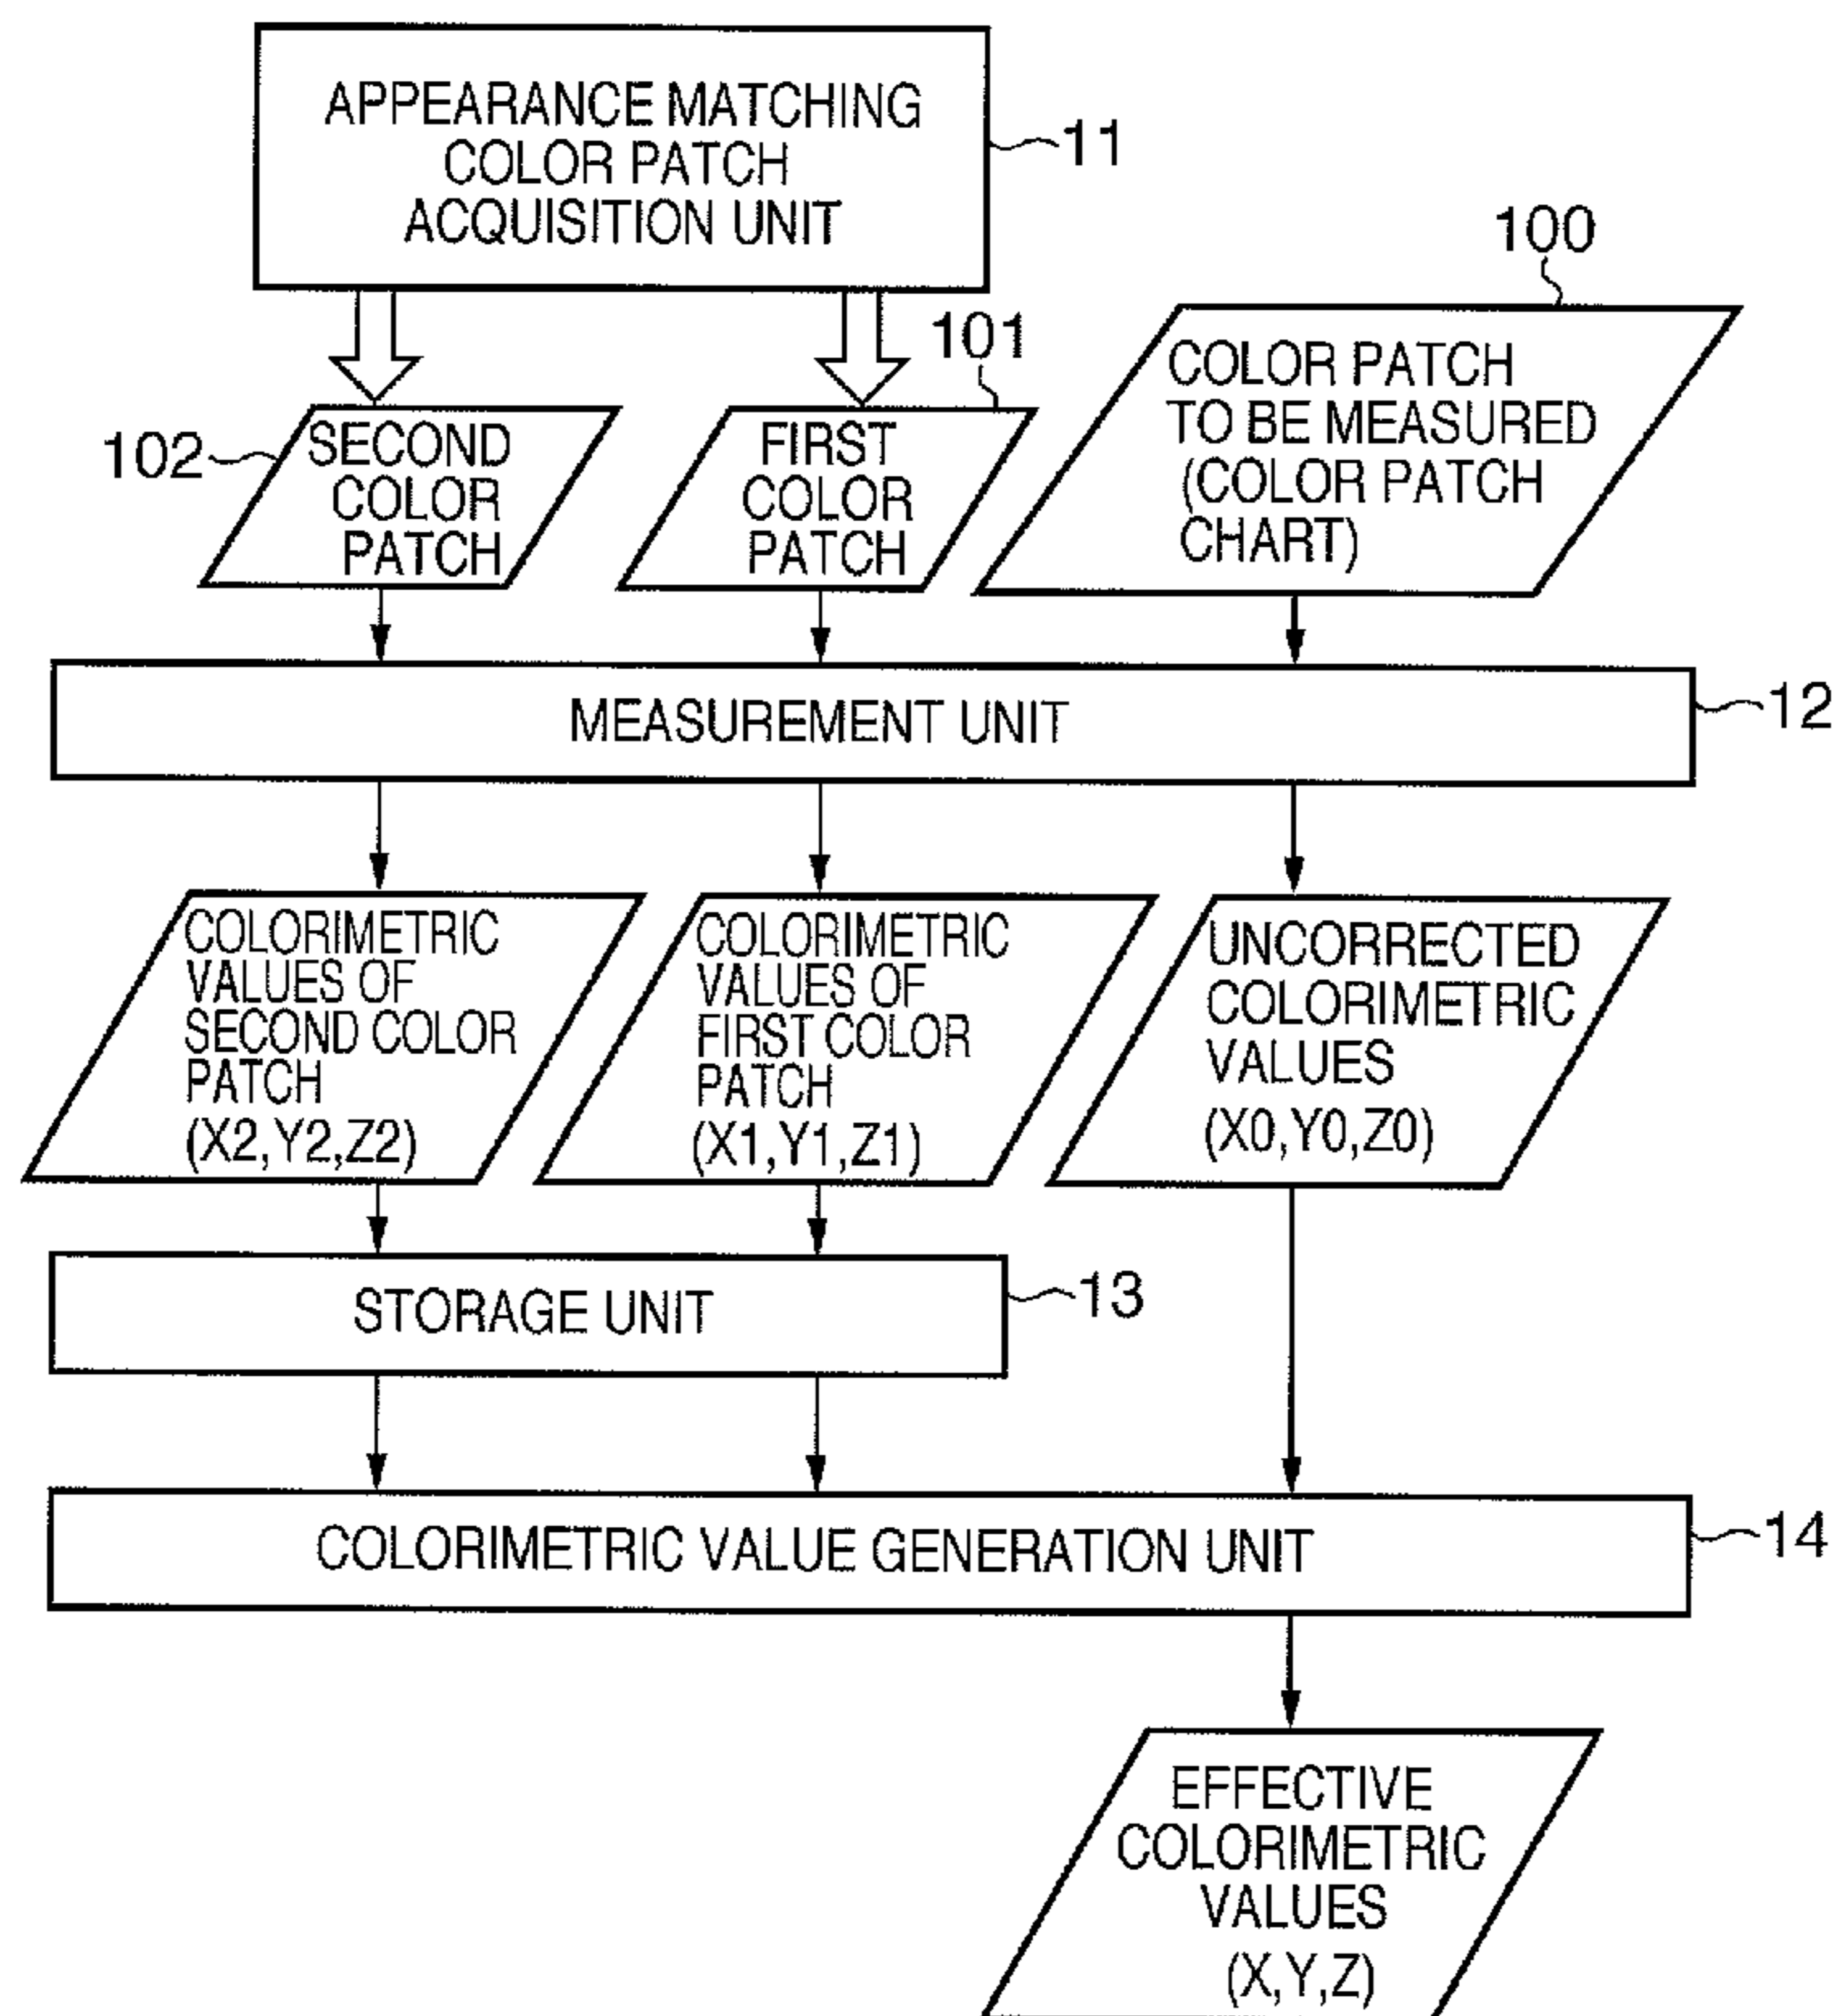 APPEARANCE MATCHING
COLOR PATCH
ACQUISITION UNIT
11
100
101
COLOR PATCH
TO BE MEASURED
(COLOR PATCH
CHART)
102
SECOND
COLOR
PATCH
FIRST
COLOR
PATCH
MEASUREMENT UNIT
12
COLORIMETRIC
VALUES OF
SECOND COLOR
PATCH
(X2,Y2,Z2)
COLORIMETRIC
VALUES OF
FIRST COLOR
PATCH
(X1,Y1,Z1)
UNCORRECTED
COLORIMETRIC
VALUES
(X0,Y0,Z0)
STORAGE UNIT
13
COLORIMETRIC VALUE GENERATION UNIT
14
EFFECTIVE
COLORIMETRIC
VALUES
(X,Y,Z)